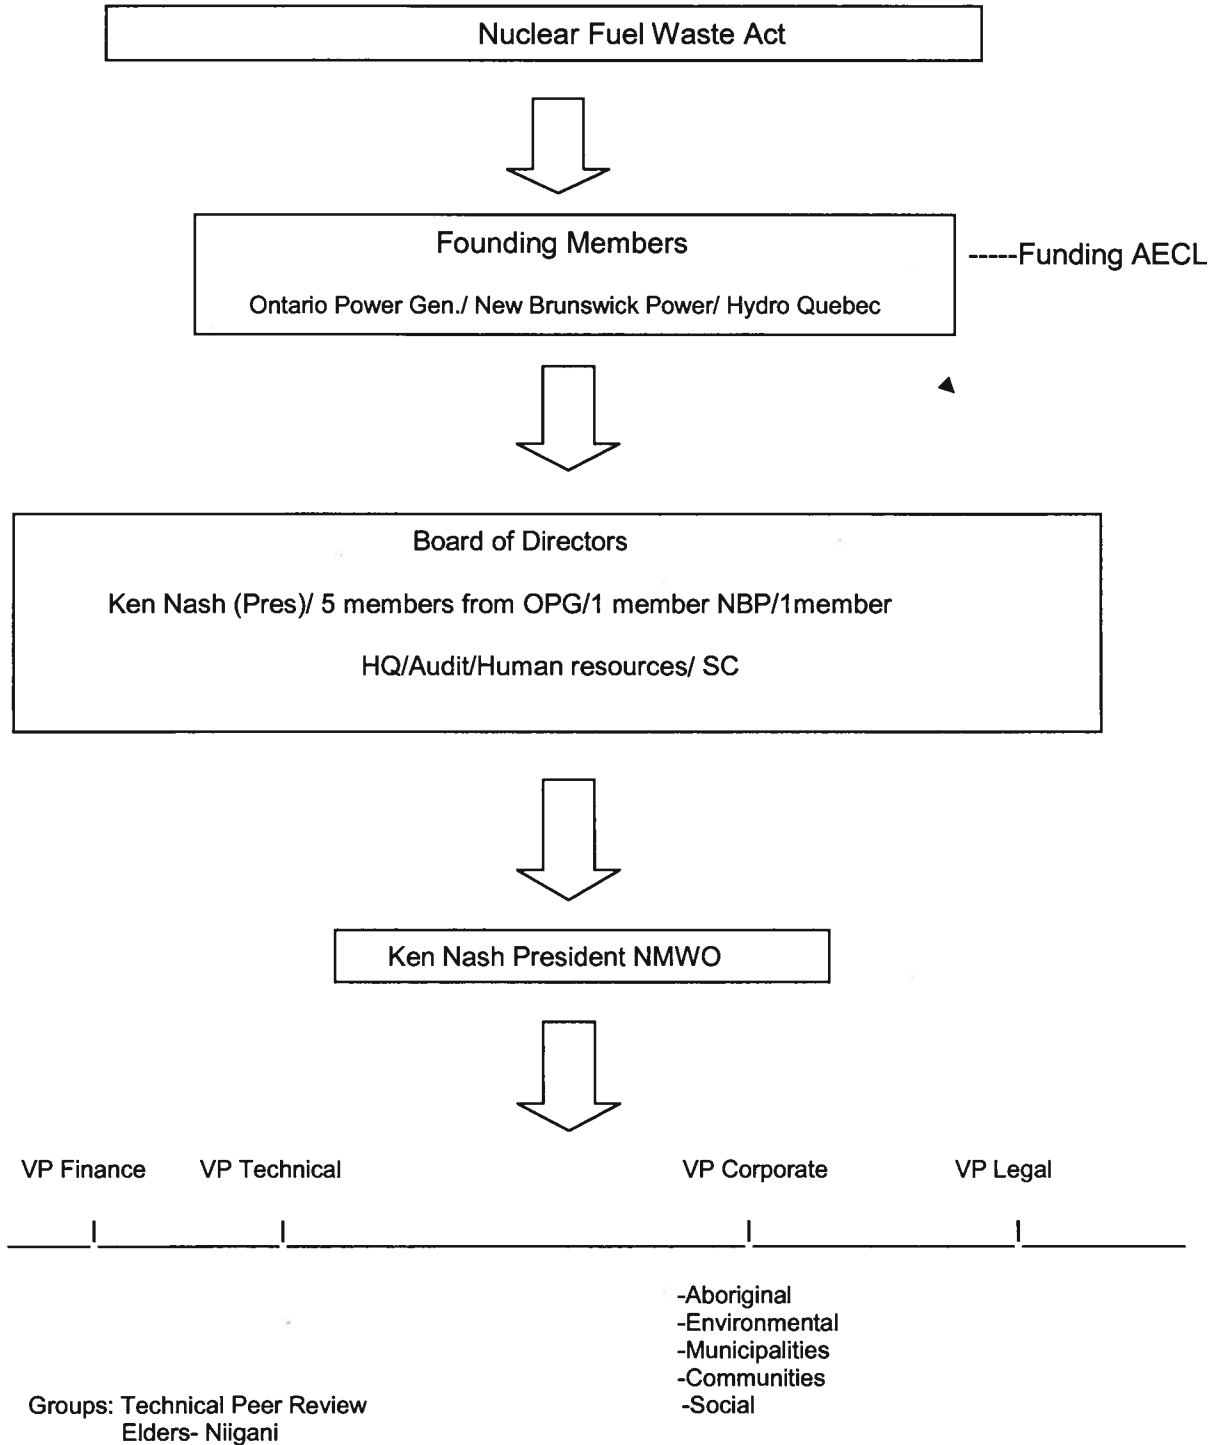 Nuclear Fuel Waste Act
Founding Members
-----Funding AECL
Ontario Power Gen./ New Brunswick Power/ Hydro Quebec
Board of Directors
Ken Nash (Pres)/ 5 members from OPG/1 member NBP/1member
HQ/Audit/Human resources/ SC
Ken Nash President NMWO
VP Finance VP Technical VP Corporate VP Legal
-Aboriginal
-Environmental
-Municipalities
-Communities
-Social
Groups: Technical Peer Review
Elders- Niigani